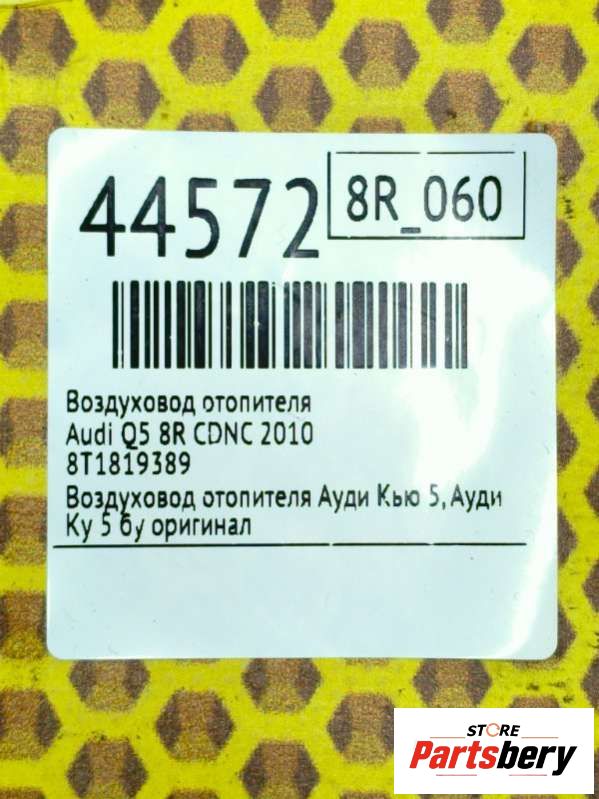 44572
8R_060
Воздуховод отопителя
Audi Q5 8R CDNC 2010
8T1819389
Воздуховод отопителя Ауди Кью 5, Ауди
Ку 5 бу оригинал
STORE
Partsbery